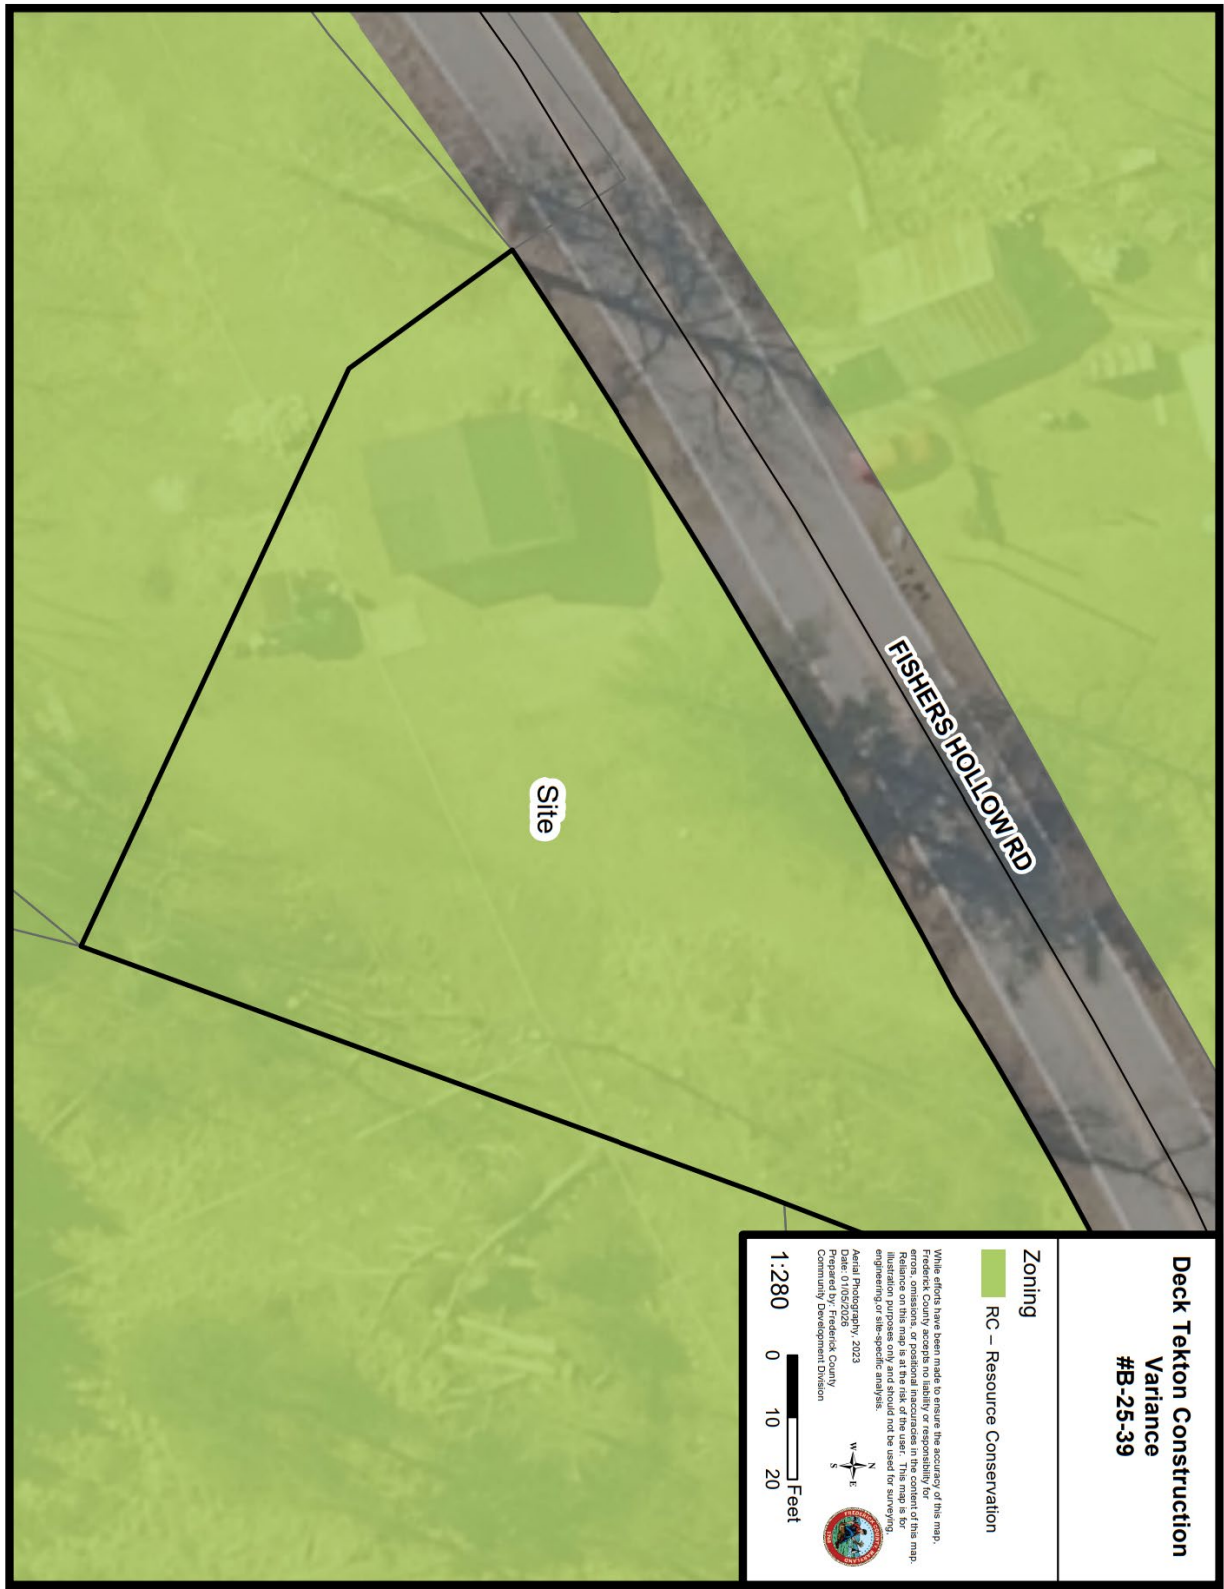 Deck Tekton Construction
Variance
#B-25-39
Zoning
RC – Resource Conservation
While efforts have been made to ensure the accuracy of this map,
Frederick County accepts no liability or responsibility for
errors, omissions, or positional inaccuracies in the content of this map.
Reliance on this map is at the risk of the user. This map is for
illustration purposes only and should not be used for surveying,
engineering, or site-specific analysis.
Aerial Photography, 2023
Date: 01/05/2026
Prepared by: Frederick County
Community Development Division
N
W
E
S
FREDERICK COUNTY MARYLAND
1:280
0 10 20
Feet
FISHERS HOLLOW RD
Site